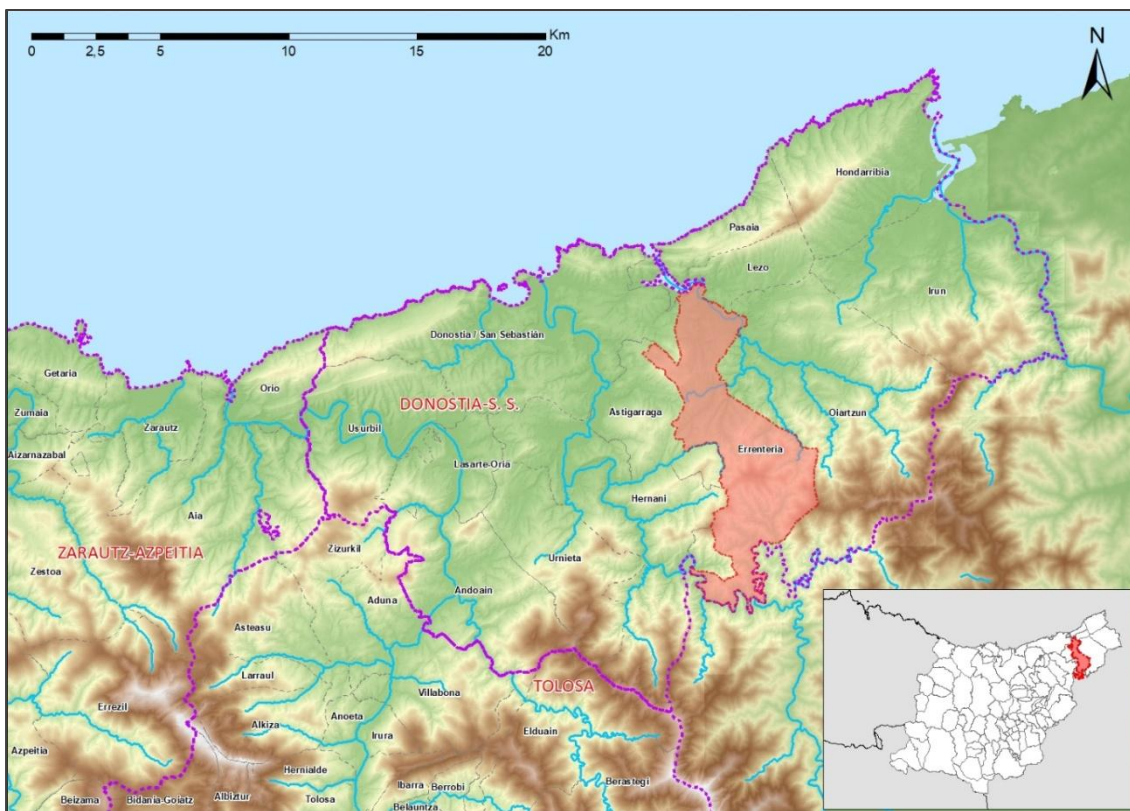 Km
0 2,5 5 10 15 20
N
Hondarribia
Pasaia
Lezo
Irun
Donostia / San Sebastián
Getaria
Orio
DONOSTIA-S. S.
Zumaia
Zarautz
Usurbil
Astigarraga
Oiartzun
Aizarnazabal
Errenteria
Lasarte-Oria
Hernani
Aia
ZARAUTZ-AZPEITIA
Zizurkil
Urnieta
Zestoa
Aduna
Andoain
Asteasu
Larraul
Villabona
TOLOSA
Errezil
Alkiza
Anoeta
Irura
Elduain
Azpeitia
Hernialde
Ibarra
Berrobi
Berastegi
Beizama
Bidania-Goiatz
Albiztur
Tolosa
Belauntza